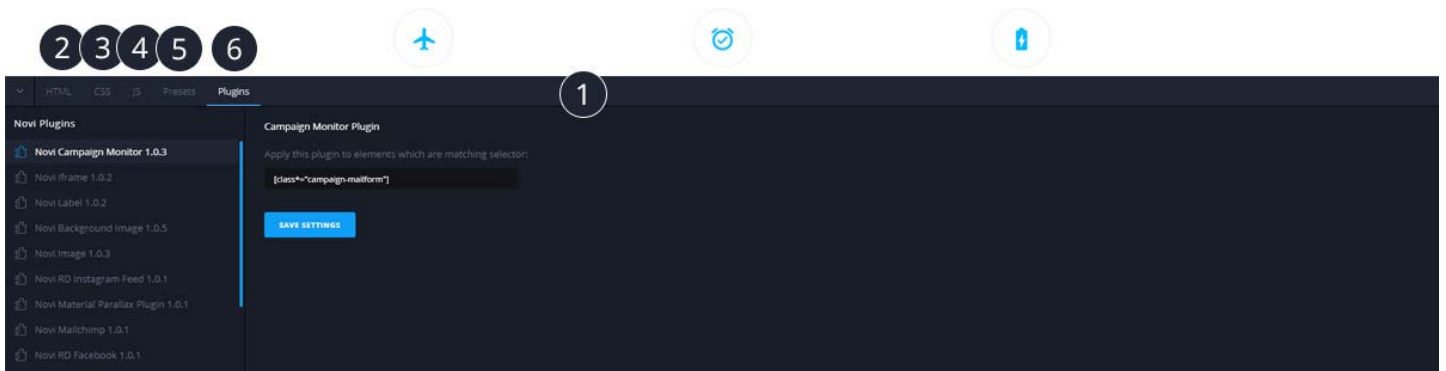 2 3 4 5 6
1
HTML CSS JS Presets Plugins
Novi Plugins
Novi Campaign Monitor 1.0.3
Novi Iframe 1.0.2
Novi Label 1.0.2
Novi Background Image 1.0.5
Novi Image 1.0.3
Novi RD Instagram Feed 1.0.1
Novi Material Parallax Plugin 1.0.1
Novi Mailchimp 1.0.1
Novi RD Facebook 1.0.1
Campaign Monitor Plugin
Apply this plugin to elements which are matching selector:
[class*="campaign-mailform"]
SAVE SETTINGS